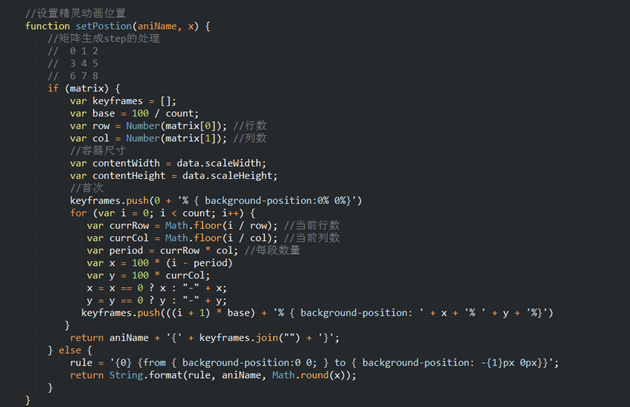 //设置精灵动画位置
function setPostion(aniName, x) {
//矩阵生成step的处理
//  0 1 2
//  3 4 5
//  6 7 8
if (matrix) {
var keyframes = [];
var base = 100 / count;
var row = Number(matrix[0]); //行数
var col = Number(matrix[1]); //列数
//容器尺寸
var contentWidth = data.scaleWidth;
var contentHeight = data.scaleHeight;
//首次
keyframes.push(0 + '% { background-position:0% 0%}')
for (var i = 0; i < count; i++) {
var currRow = Math.floor(i / row); //当前行数
var currCol = Math.floor(i / col); //当前列数
var period = currRow * col; //每段数量
var x = 100 * (i - period)
var y = 100 * currCol;
x = x == 0 ? x : "-" + x;
y = y == 0 ? y : "-" + y;
keyframes.push(((i + 1) * base) + '% { background-position: ' + x + '% ' + y + '%}')
}
return aniName + '{' + keyframes.join("") + '}';
} else {
rule = '{0} {from { background-position:0 0; } to { background-position: -{1}px 0px}}';
return String.format(rule, aniName, Math.round(x));
}
}